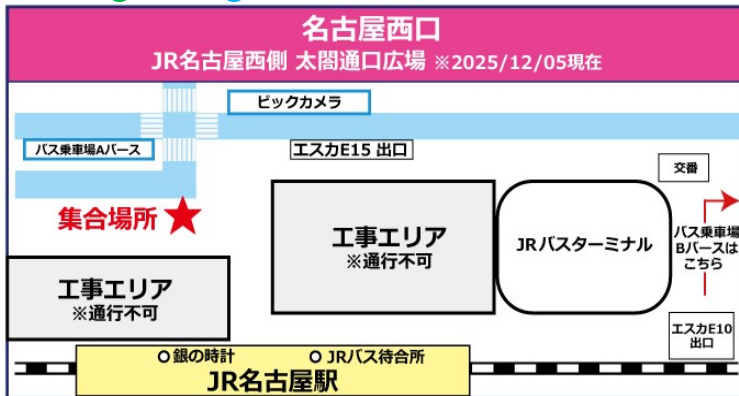 名古屋西口
JR名古屋西側 太閤通口広場 ※2025/12/05現在
ビックカメラ
バス乗車場Aバース
エスカE15 出口
交番
集合場所
工事エリア
※通行不可
JRバスターミナル
バス乗車場
Bバースは
こちら
工事エリア
※通行不可
エスカE10
出口
銀の時計
JRバス待合所
JR名古屋駅